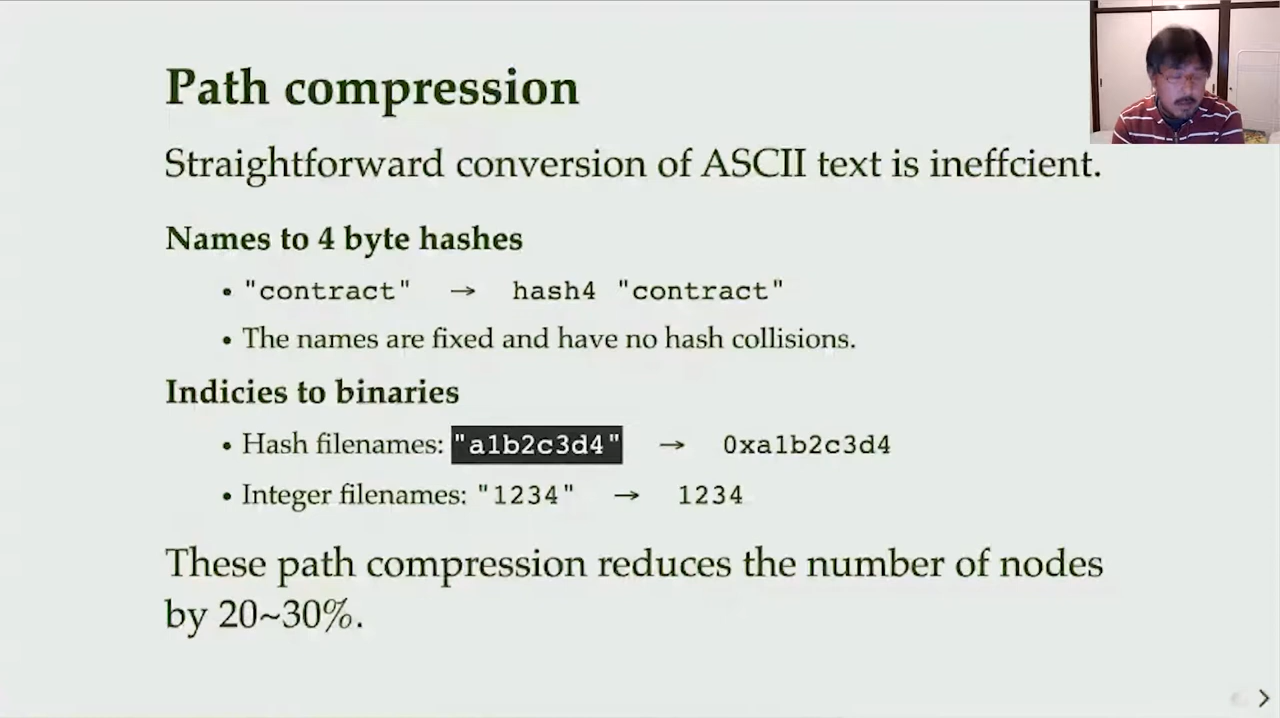 Path compression
Straightforward conversion of ASCII text is ineffcient.
Names to 4 byte hashes
• "contract" → hash4 "contract"
• The names are fixed and have no hash collisions.
Indicies to binaries
• Hash filenames: "a1b2c3d4" → 0xa1b2c3d4
• Integer filenames: "1234" → 1234
These path compression reduces the number of nodes
by 20~30%.